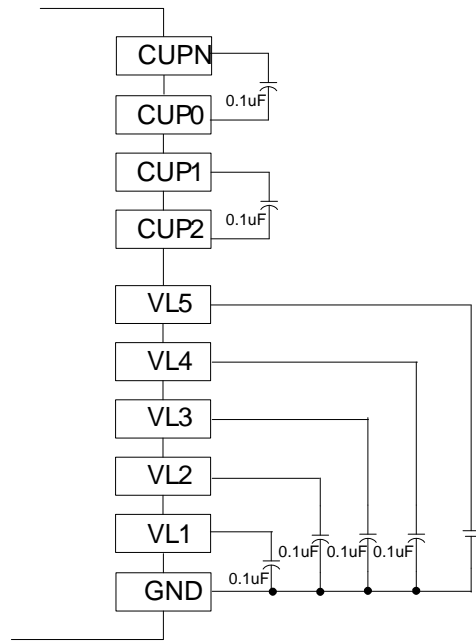 CUPN
0.1uF
CUP0
CUP1
0.1uF
CUP2
VL5
VL4
VL3
VL2
VL1
0.1uF 0.1uF 0.1uF
0.1uF
GND